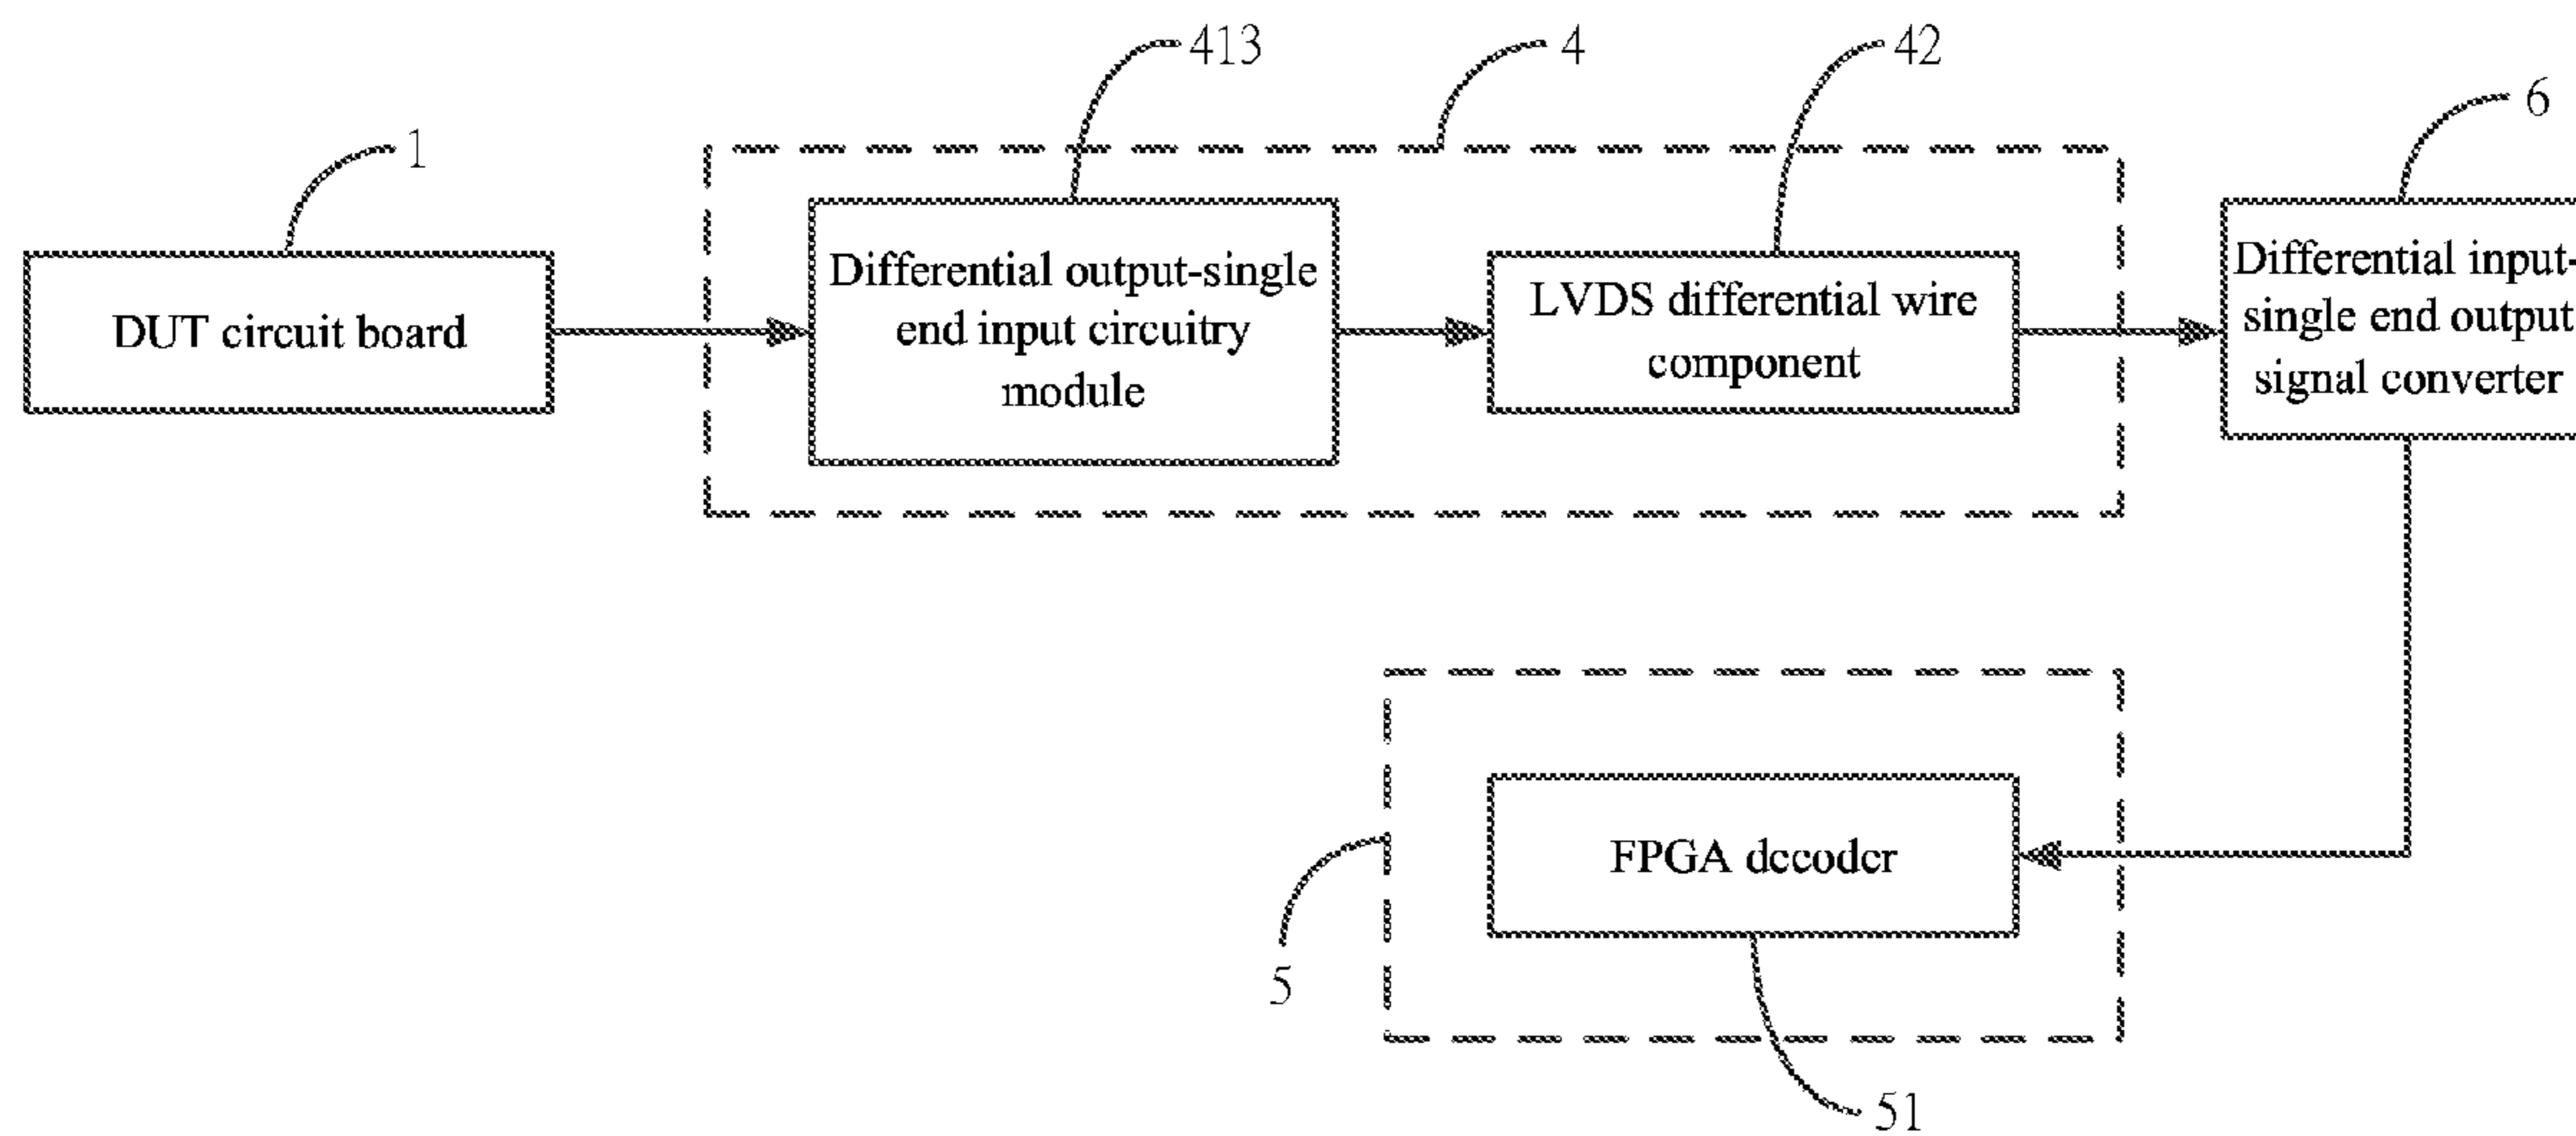 413
4
42
6
1
DUT circuit board
Differential output-single
end input circuitry
module
LVDS differential wire
component
Differential input-
single end output
signal converter
FPGA decoder
5
51